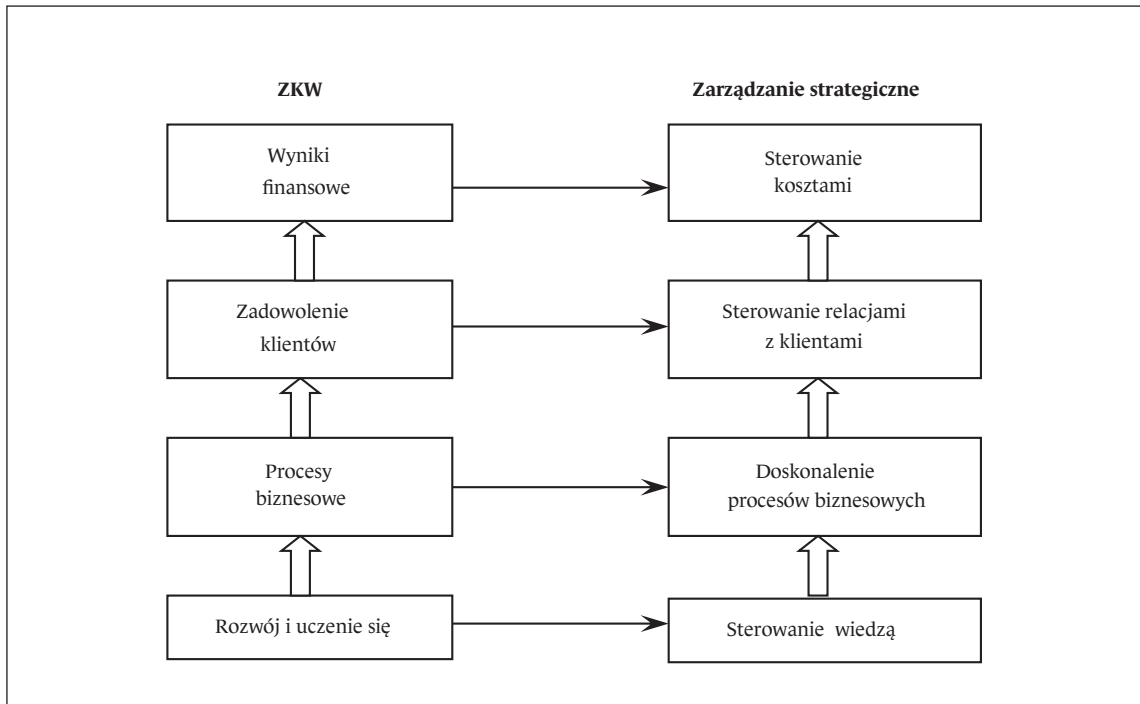 ZKW
Zarządzanie strategiczne
Wyniki
finansowe
Sterowanie
kosztami
Zadowolenie
klientów
Sterowanie relacjami
z klientami
Procesy
biznesowe
Doskonalenie
procesów biznesowych
Rozwój i uczenie się
Sterowanie wiedzą